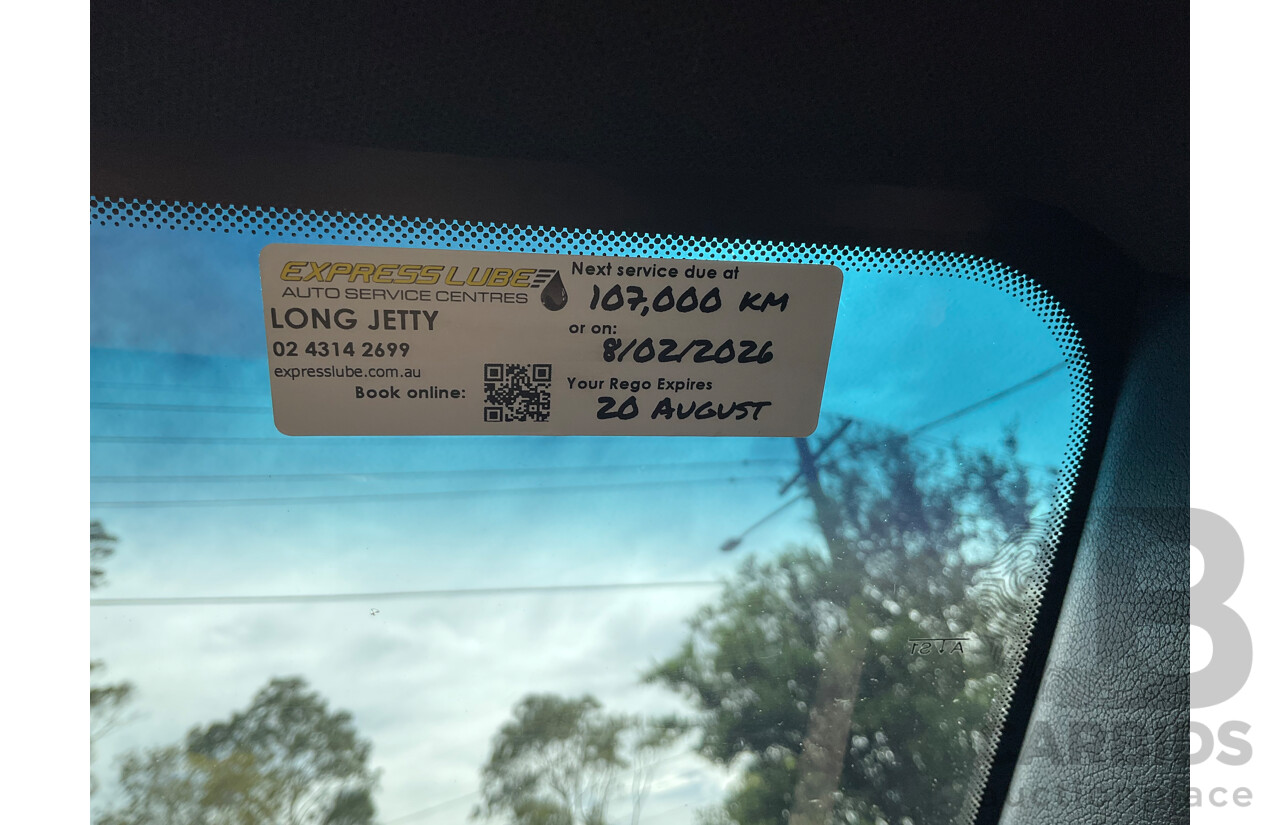 EXPRESS LUBE
AUTO SERVICE CENTRES
LONG JETTY
02 4314 2699
expresslube.com.au
Book online:
Next service due at
107,000 KM
or on:
8/02/2026
Your Rego Expires
20 AUGUST